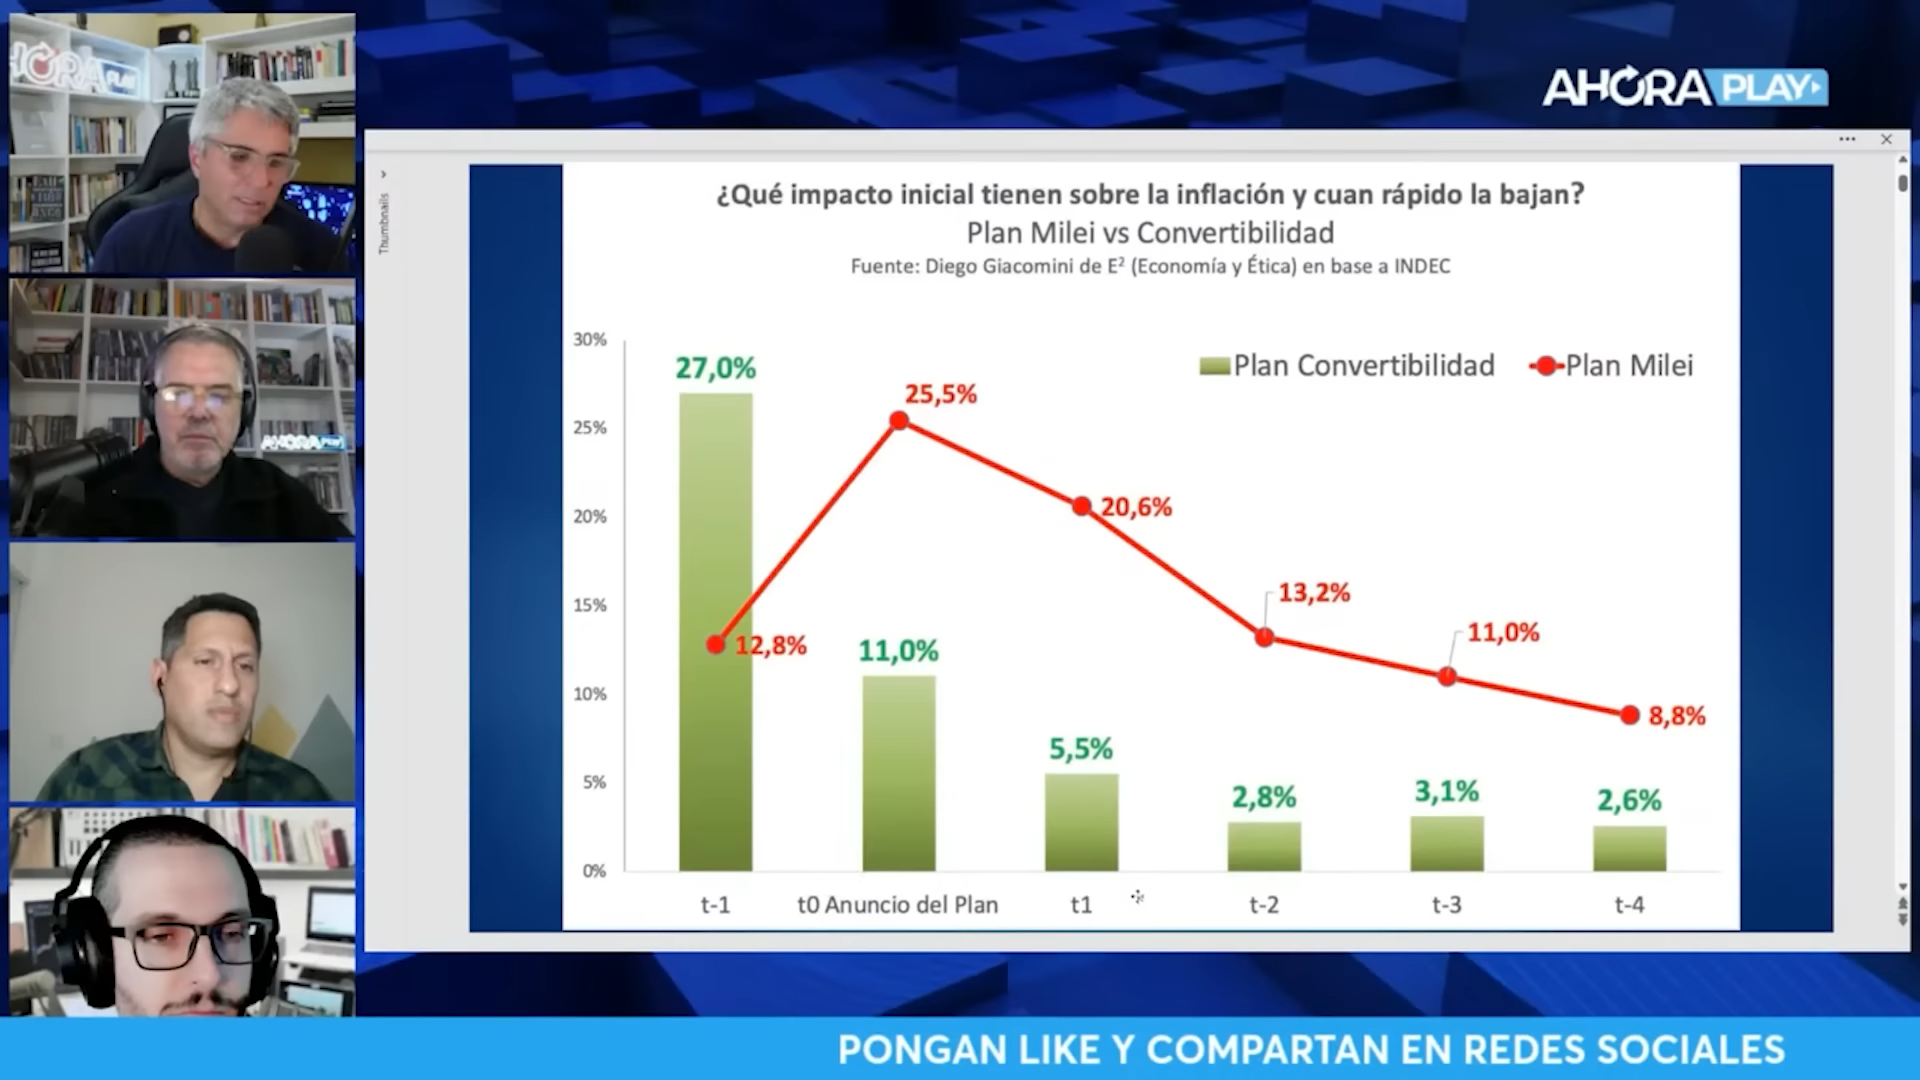 AHORA PLAY
HORA PLAY
AHORA PLAY
Thumbnails
¿Qué impacto inicial tienen sobre la inflación y cuan rápido la bajan?
Plan Milei vs Convertibilidad
Fuente: Diego Giacomini de E² (Economía y Ética) en base a INDEC
Plan Convertibilidad
Plan Milei
30%
25%
20%
15%
10%
5%
0%
27,0%
11,0%
5,5%
2,8%
3,1%
2,6%
12,8%
25,5%
20,6%
13,2%
11,0%
8,8%
t-1
t0 Anuncio del Plan
t1
t-2
t-3
t-4
PONGAN LIKE Y COMPARTAN EN REDES SOCIALES